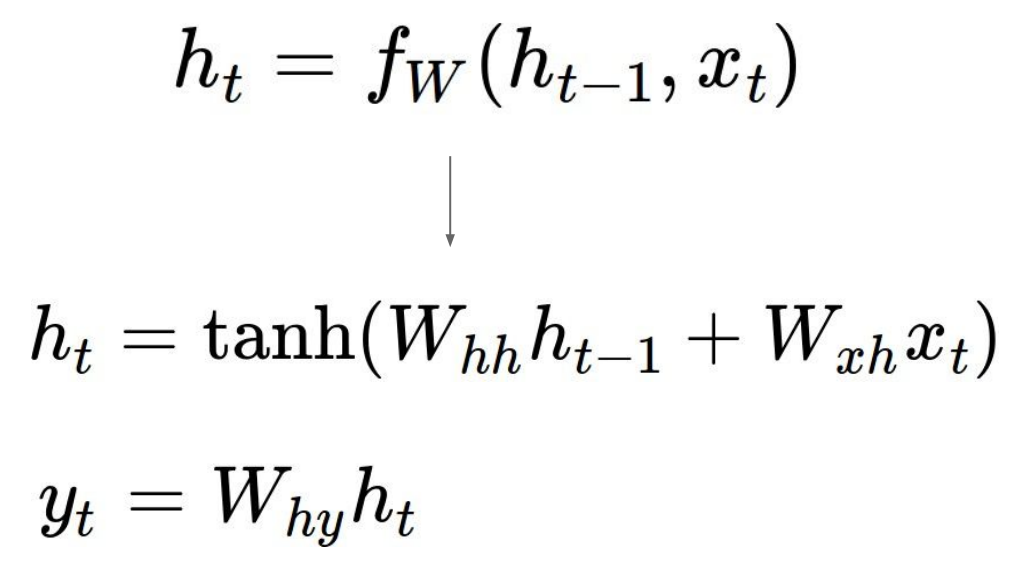 h_t = f_W(h_{t-1}, x_t)
h_t = tanh(W_{hh}h_{t-1} + W_{xh}x_t)
y_t = W_{hy}h_t